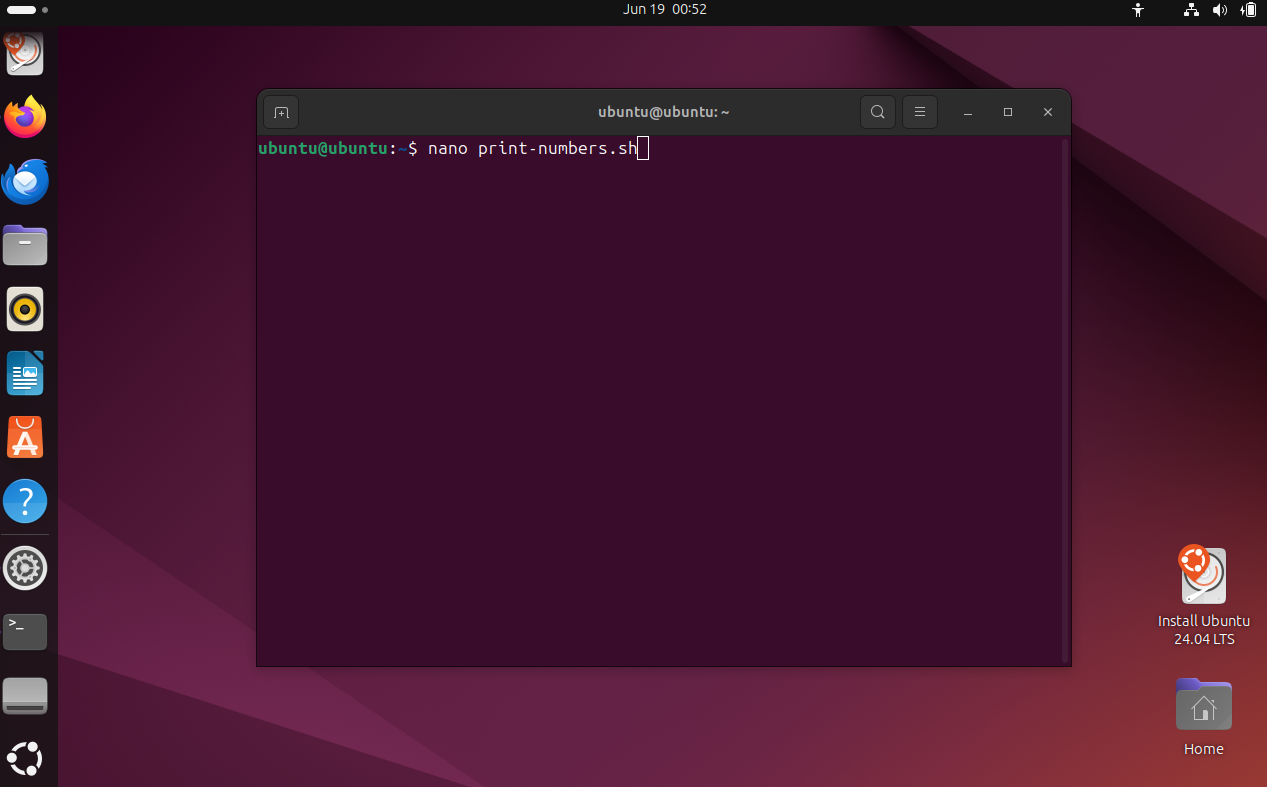 Jun 19 00:52
ubuntu@ubuntu: ~
ubuntu@ubuntu:~$ nano print-numbers.sh
>_
Install Ubuntu
24.04 LTS
Home